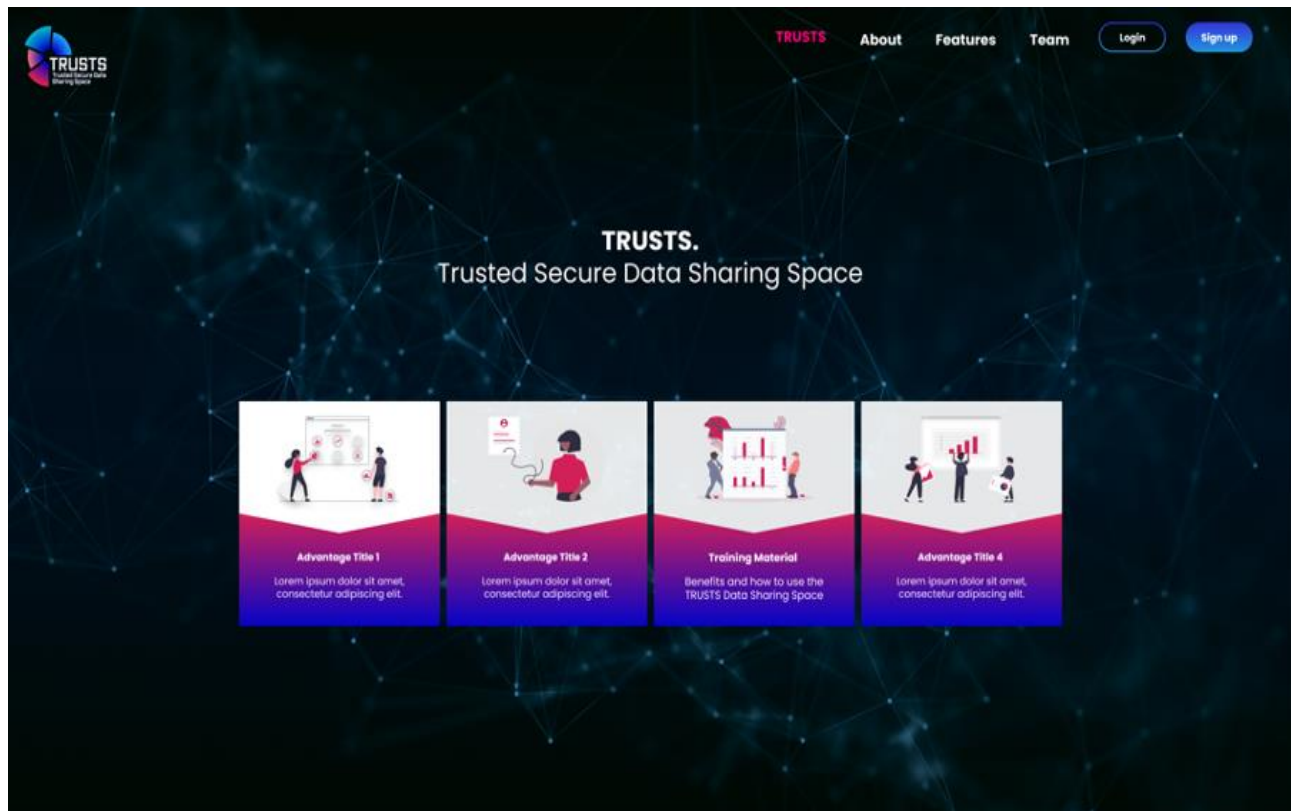 TRUSTS
Trusted Secure Data
Sharing Space
TRUSTS
About
Features
Team
Login
Sign up
TRUSTS.
Trusted Secure Data Sharing Space
Advantage Title 1
Lorem ipsum dolor sit amet,
consectetur adipiscing elit.
Advantage Title 2
Lorem ipsum dolor sit amet,
consectetur adipiscing elit.
Training Material
Benefits and how to use the
TRUSTS Data Sharing Space
Advantage Title 4
Lorem ipsum dolor sit amet,
consectetur adipiscing elit.